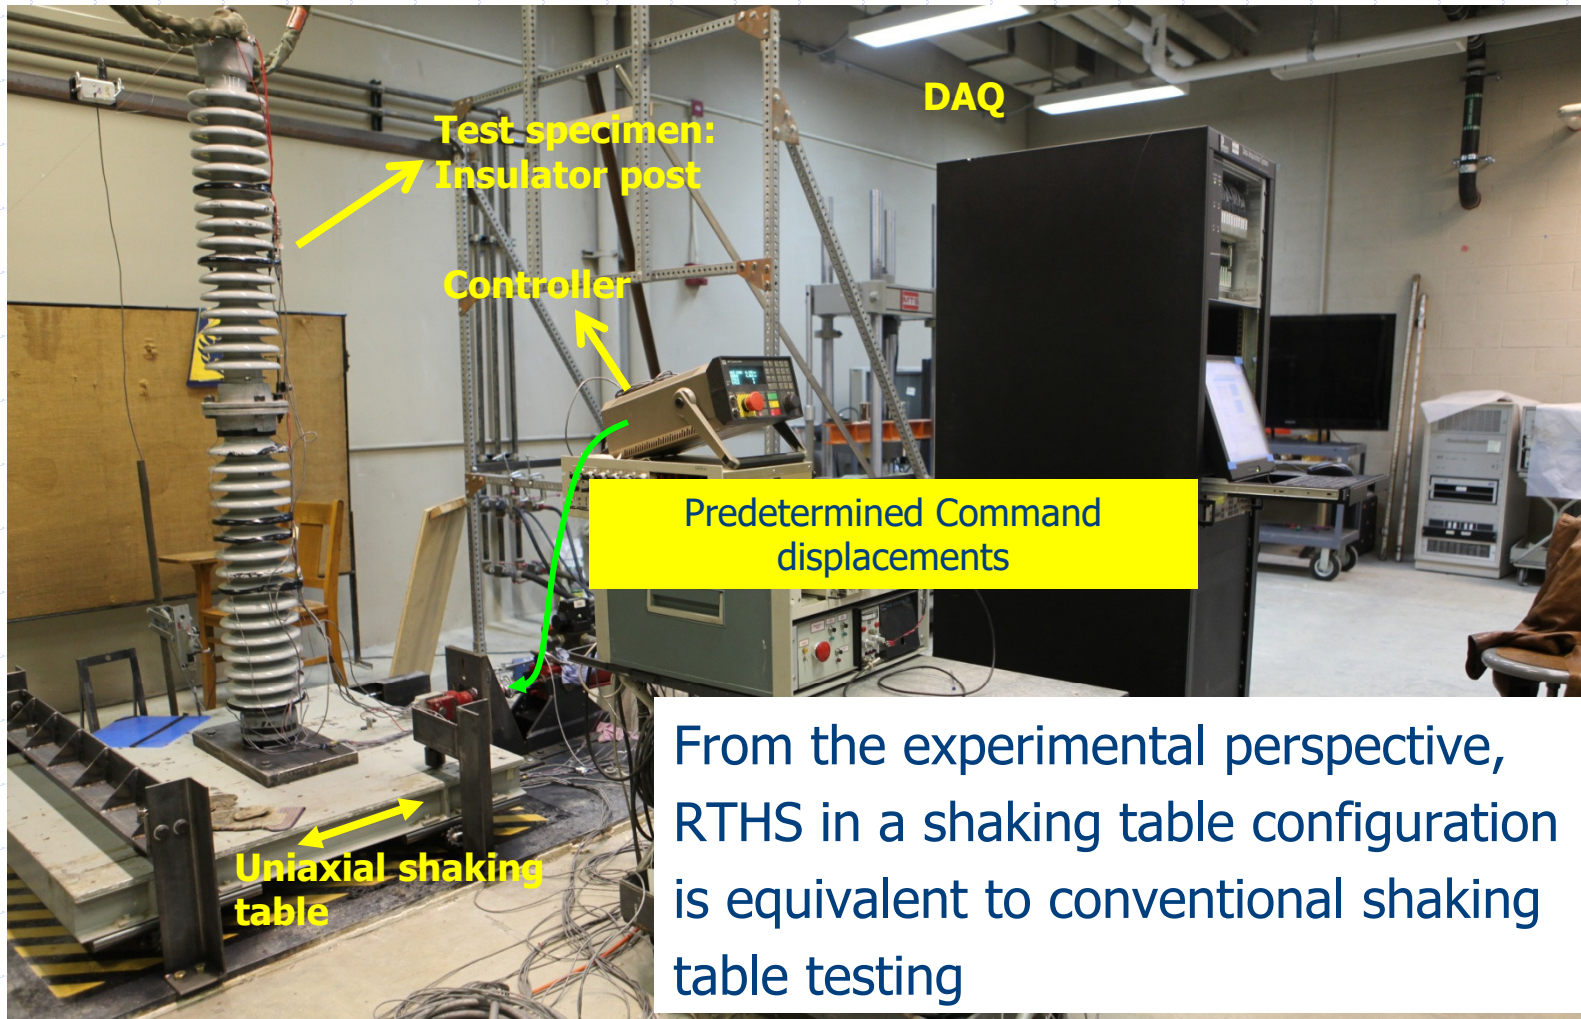 DAQ
Test specimen:
Insulator post
Controller
MTS
Predetermined Command
displacements
From the experimental perspective,
RTHS in a shaking table configuration
is equivalent to conventional shaking
table testing
Uniaxial shaking
table